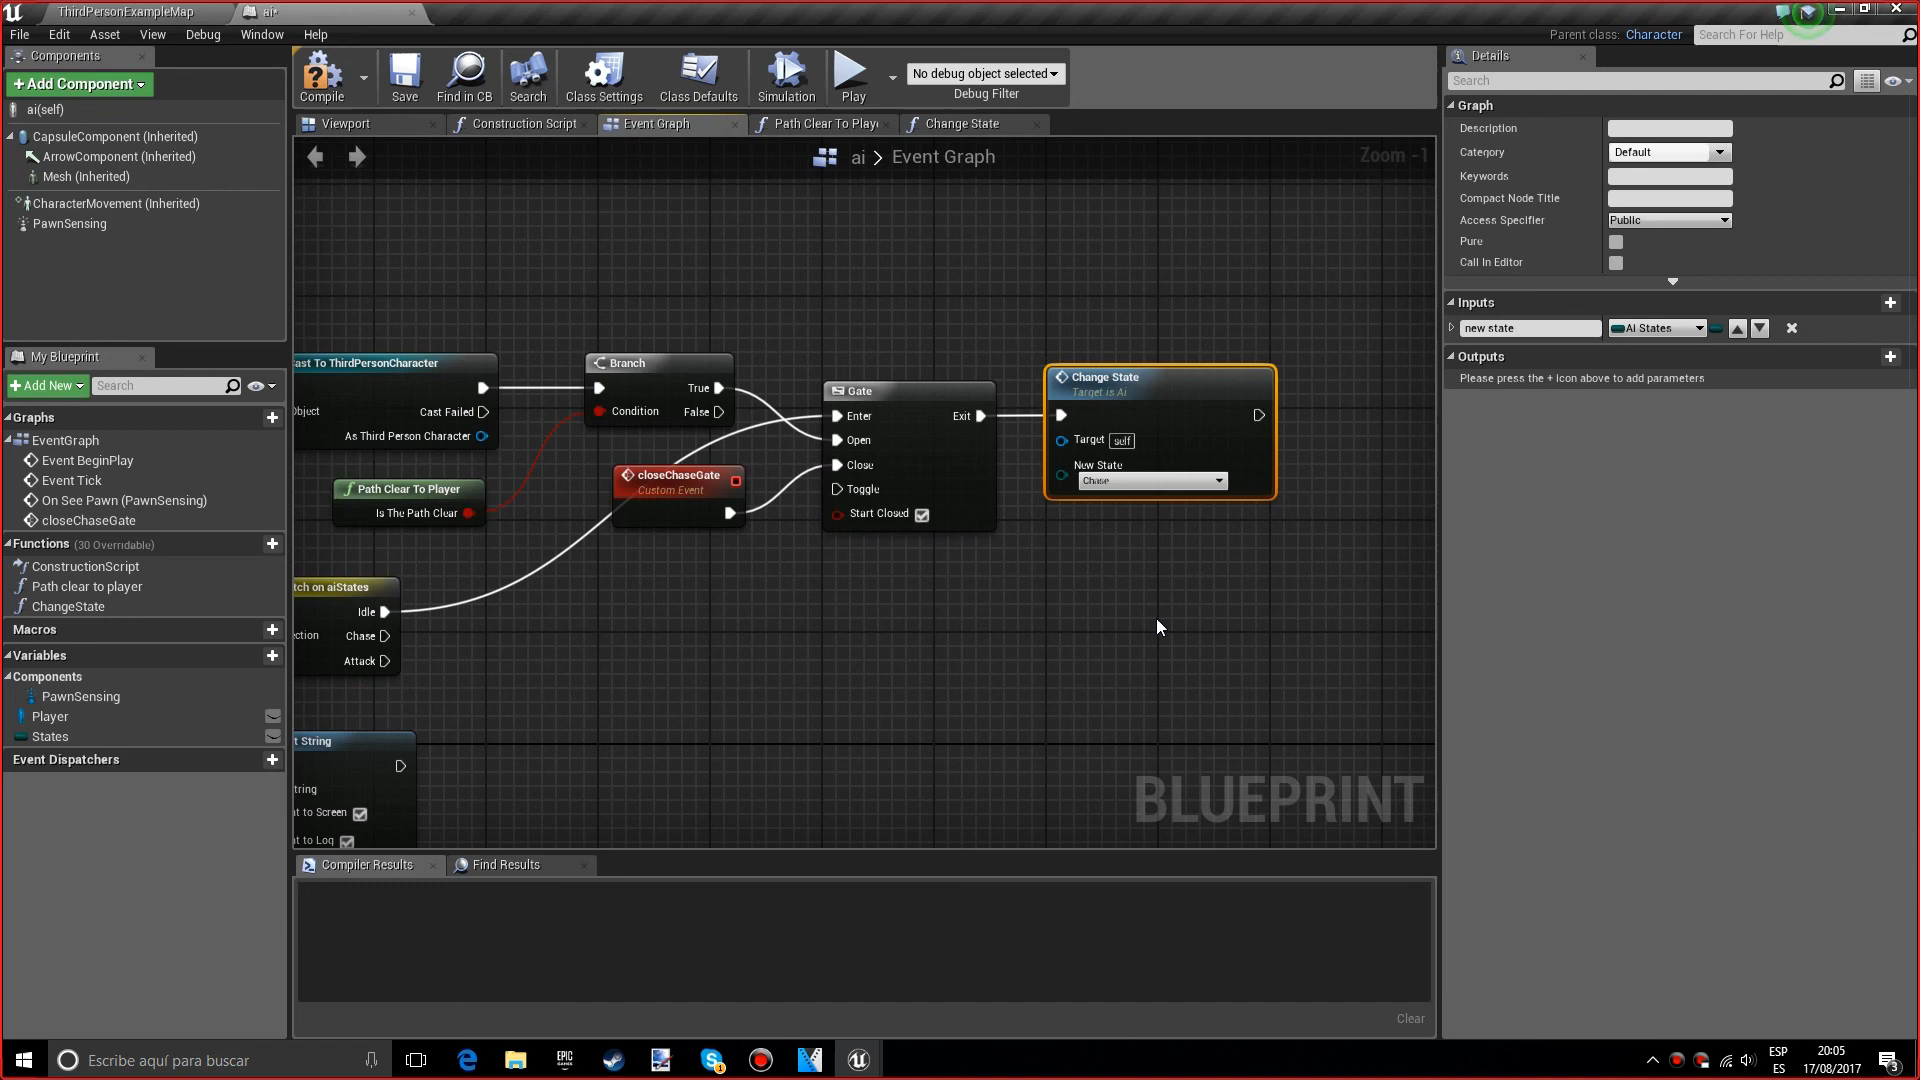 ThirdPersonExampleMap
ai*
File Edit Asset View Debug Window Help
Parent class: Character
Search For Help
Components
+Add Component
ai(self)
CapsuleComponent (Inherited)
ArrowComponent (Inherited)
Mesh (Inherited)
CharacterMovement (Inherited)
PawnSensing
Compile
Save
Find in CB
Search
Class Settings
Class Defaults
Simulation
Play
No debug object selected
Debug Filter
Viewport
Construction Script
Event Graph
Path Clear To Playe
Change State
ai > Event Graph
Zoom -1
My Blueprint
+Add New
Search
Graphs
EventGraph
Event BeginPlay
Event Tick
On See Pawn (PawnSensing)
closeChaseGate
Functions (30 Overridable)
ConstructionScript
Path clear to player
ChangeState
Macros
Variables
Components
PawnSensing
Player
States
Event Dispatchers
ast To ThirdPersonCharacter
Cast Failed
bject
As Third Person Character
Branch
True
Condition
False
Path Clear To Player
Is The Path Clear
closeChaseGate
Custom Event
Gate
Enter
Exit
Open
Close
Toggle
Start Closed
Change State
Target is Ai
Target self
New State
Chase
tch on aiStates
Idle
ection
Chase
Attack
t String
tring
nt to Screen
nt to Log
BLUEPRINT
Compiler Results
Find Results
Clear
Details
Search
Graph
Description
Category Default
Keywords
Compact Node Title
Access Specifier Public
Pure
Call In Editor
Inputs
new state
Ai States
Outputs
Please press the + icon above to add parameters
Escribe aquí para buscar
EPIC
GAMES
1
ESP
ES
20:05
17/08/2017
3